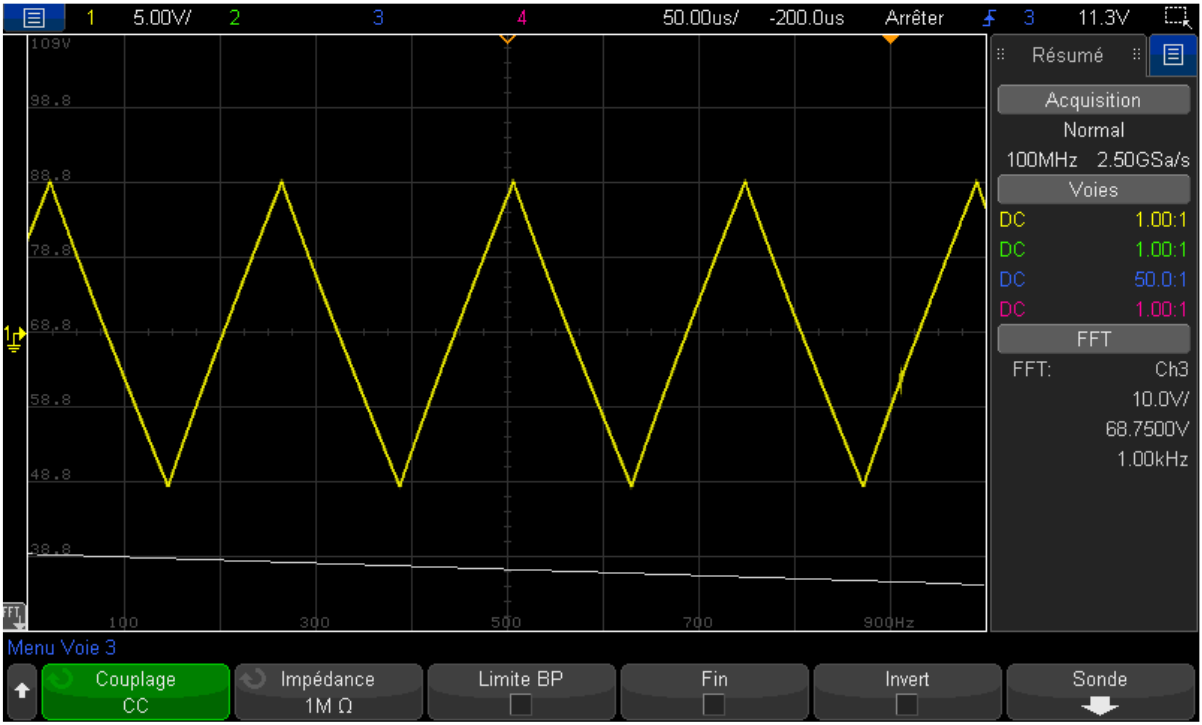 1 5.00V/ 2 3 4 50.00us/ -200.0us Arrêter 3 11.3V
109V
98.8
88.8
78.8
68.8
58.8
48.8
38.8
1
FFT
100 300 500 700 900Hz
Résumé
Acquisition
Normal
100MHz 2.50GSa/s
Voies
DC 1.00:1
DC 1.00:1
DC 50.0:1
DC 1.00:1
FFT
FFT: Ch3
10.0V/
68.7500V
1.00kHz
Menu Voie 3
Couplage
CC
Impédance
1M Ω
Limite BP
Fin
Invert
Sonde